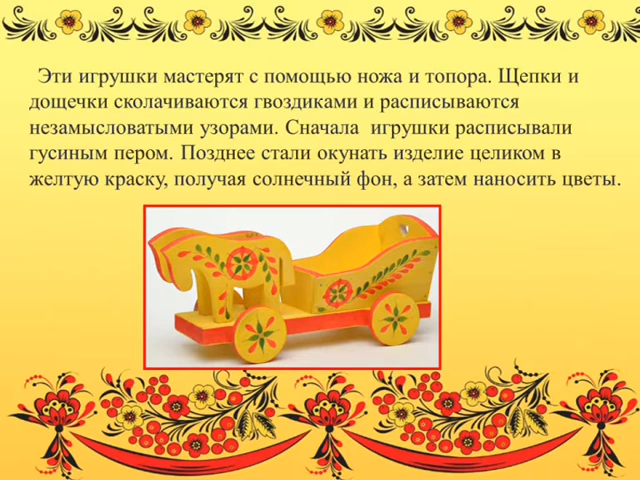 Эти игрушки мастерят с помощью ножа и топора. Щепки и
дощечки сколачиваются гвоздиками и расписываются
незамысловатыми узорами. Сначала игрушки расписывали
гусиным пером. Позднее стали окунать изделие целиком в
желтую краску, получая солнечный фон, а затем наносить цветы.